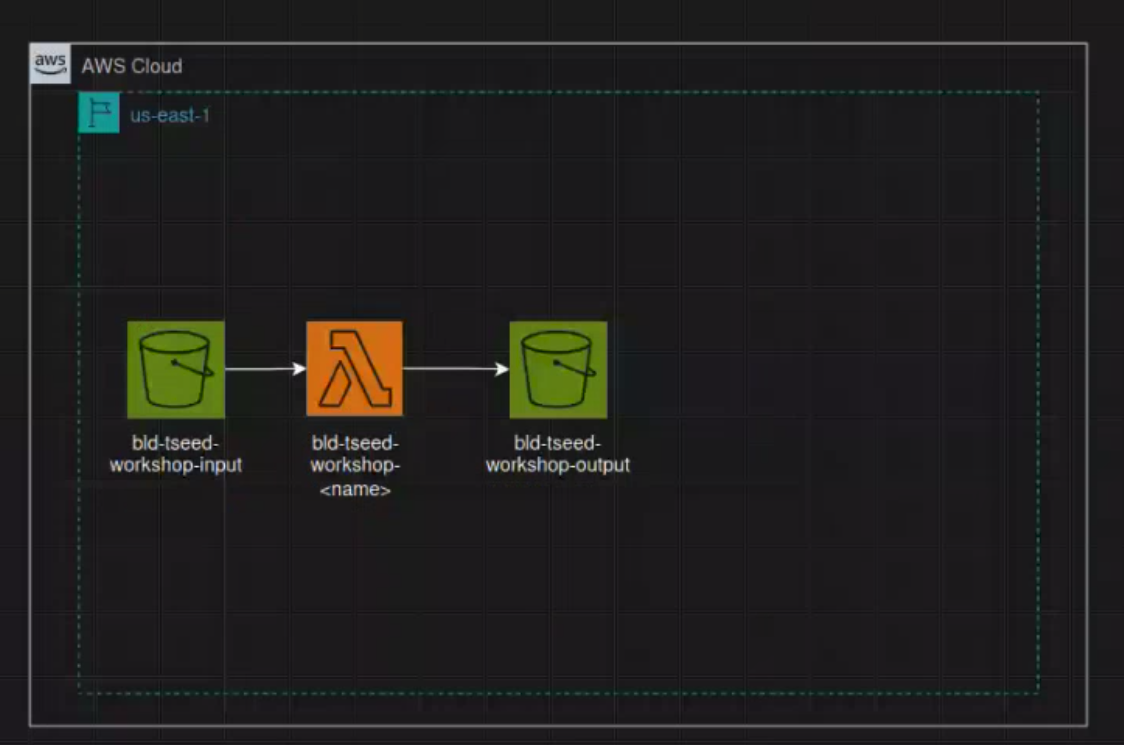 aws
AWS Cloud
us-east-1
bld-tseed-
workshop-input
bld-tseed-
workshop-
<name>
bld-tseed-
workshop-output